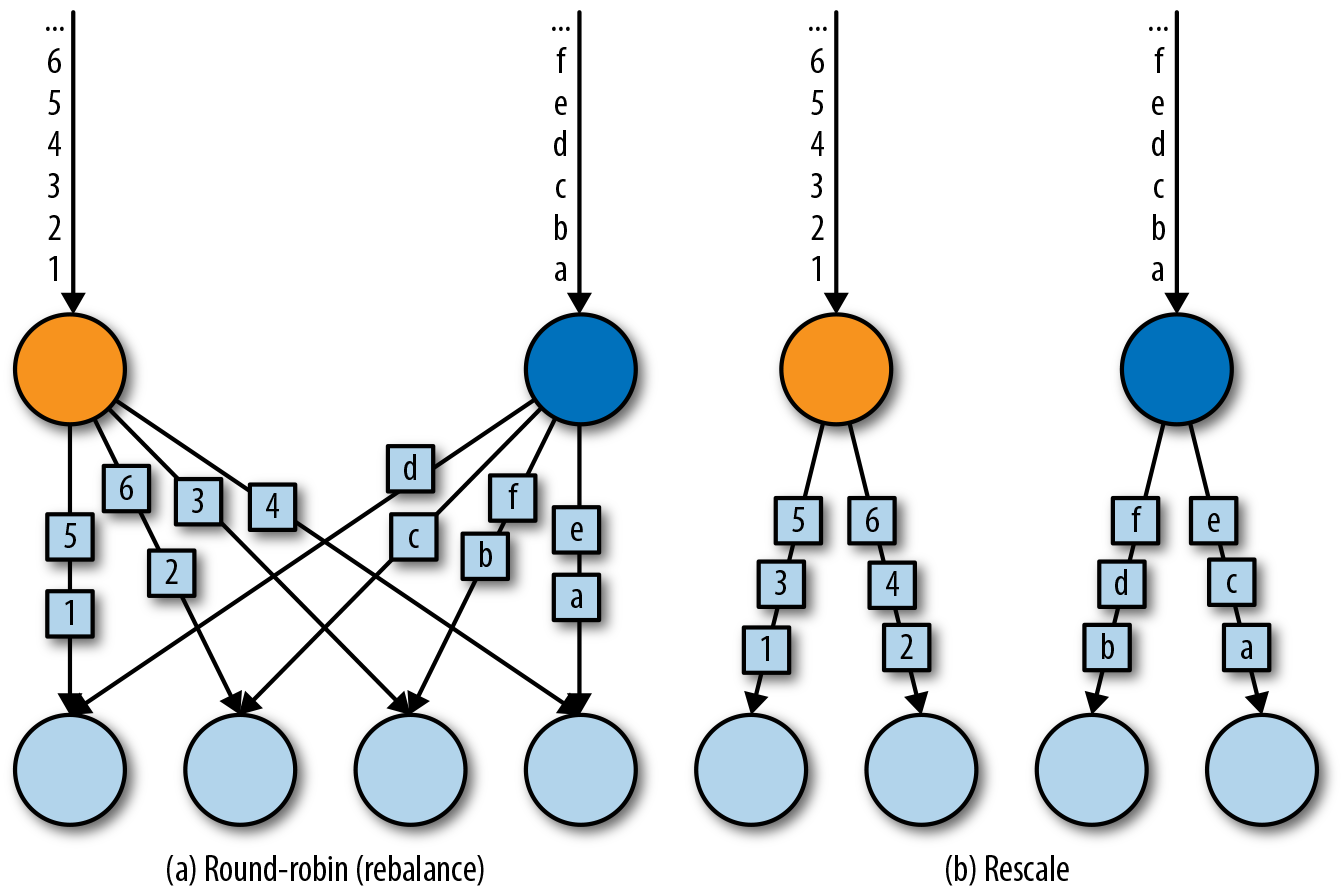 ... ... ... ...
6 f 6 f
5 e 5 e
4 d 4 d
3 c 3 c
2 b 2 b
1 a 1 a
d
6 3 4 f
5 c e
b
2
1 a
5 6 f e
3 4 d c
1 2 b a
(a) Round-robin (rebalance) (b) Rescale